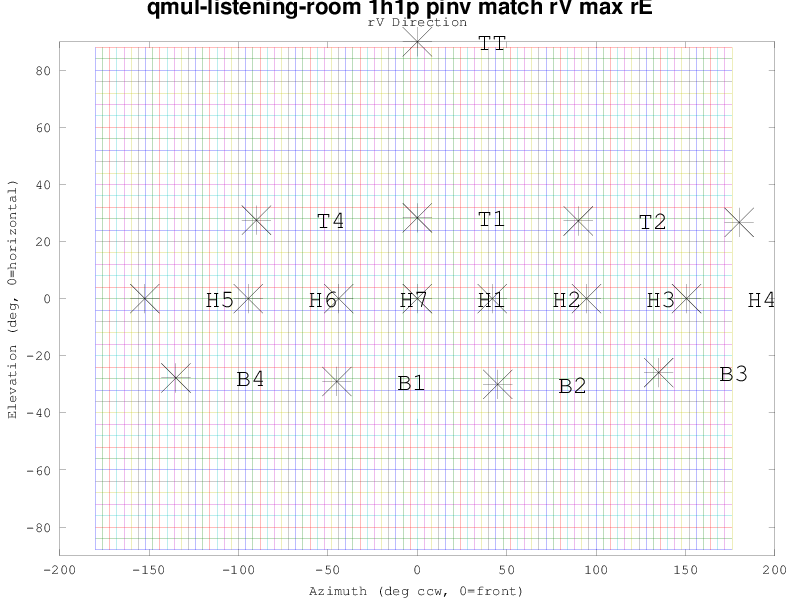 qmul-listening-room 1h1p pinv match rV max rE
rV Direction
TT
80
60
40
T4 T1 T2
20
0 H5 H6 H7 H1 H2 H3 H4
-20
B4 B1 B2 B3
-40
-60
-80
-200 -150 -100 -50 0 50 100 150 200
Azimuth (deg ccw, 0=front)
Elevation (deg, 0=horizontal)